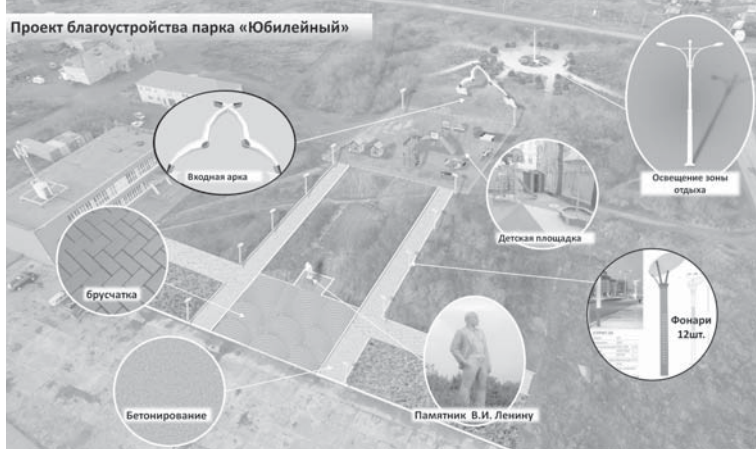 Проект благоустройства парка «Юбилейный»
Входная арка
Освещение зоны
отдыха
Детская площадка
брусчатка
Фонари
12шт.
Бетонирование
Памятник В.И. Ленину